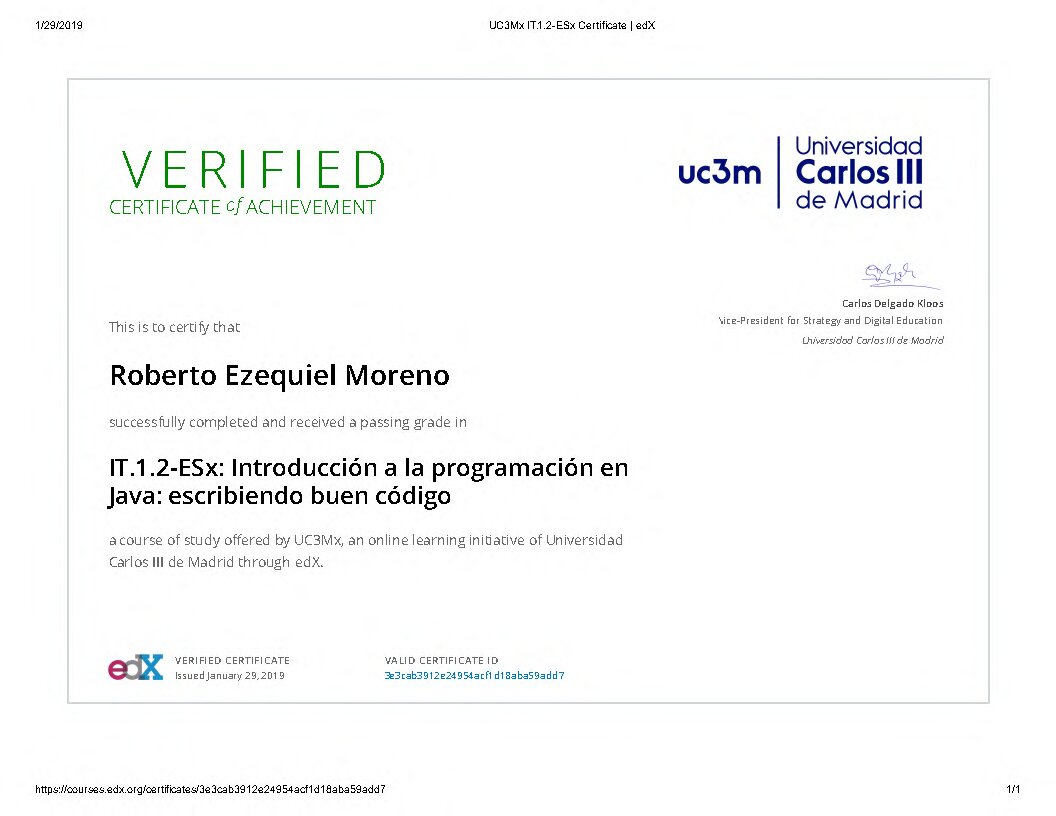 1/29/2019
UC3Mx IT.1.2-ESx Certificate | edX
VERIFIED
CERTIFICATE of ACHIEVEMENT
uc3m
Universidad
Carlos III
de Madrid
Carlos Delgado Kloos
Vice-President for Strategy and Digital Education
Universidad Carlos III de Madrid
This is to certify that
Roberto Ezequiel Moreno
successfully completed and received a passing grade in
IT.1.2-ESx: Introducción a la programación en
Java: escribiendo buen código
a course of study offered by UC3Mx, an online learning initiative of Universidad
Carlos III de Madrid through edX.
edX
VERIFIED CERTIFICATE
Issued January 29, 2019
VALID CERTIFICATE ID
3e3cab3912e24954acf1d18aba59add7
https://courses.edx.org/certificates/3e3cab3912e24954acf1d18aba59add7
1/1